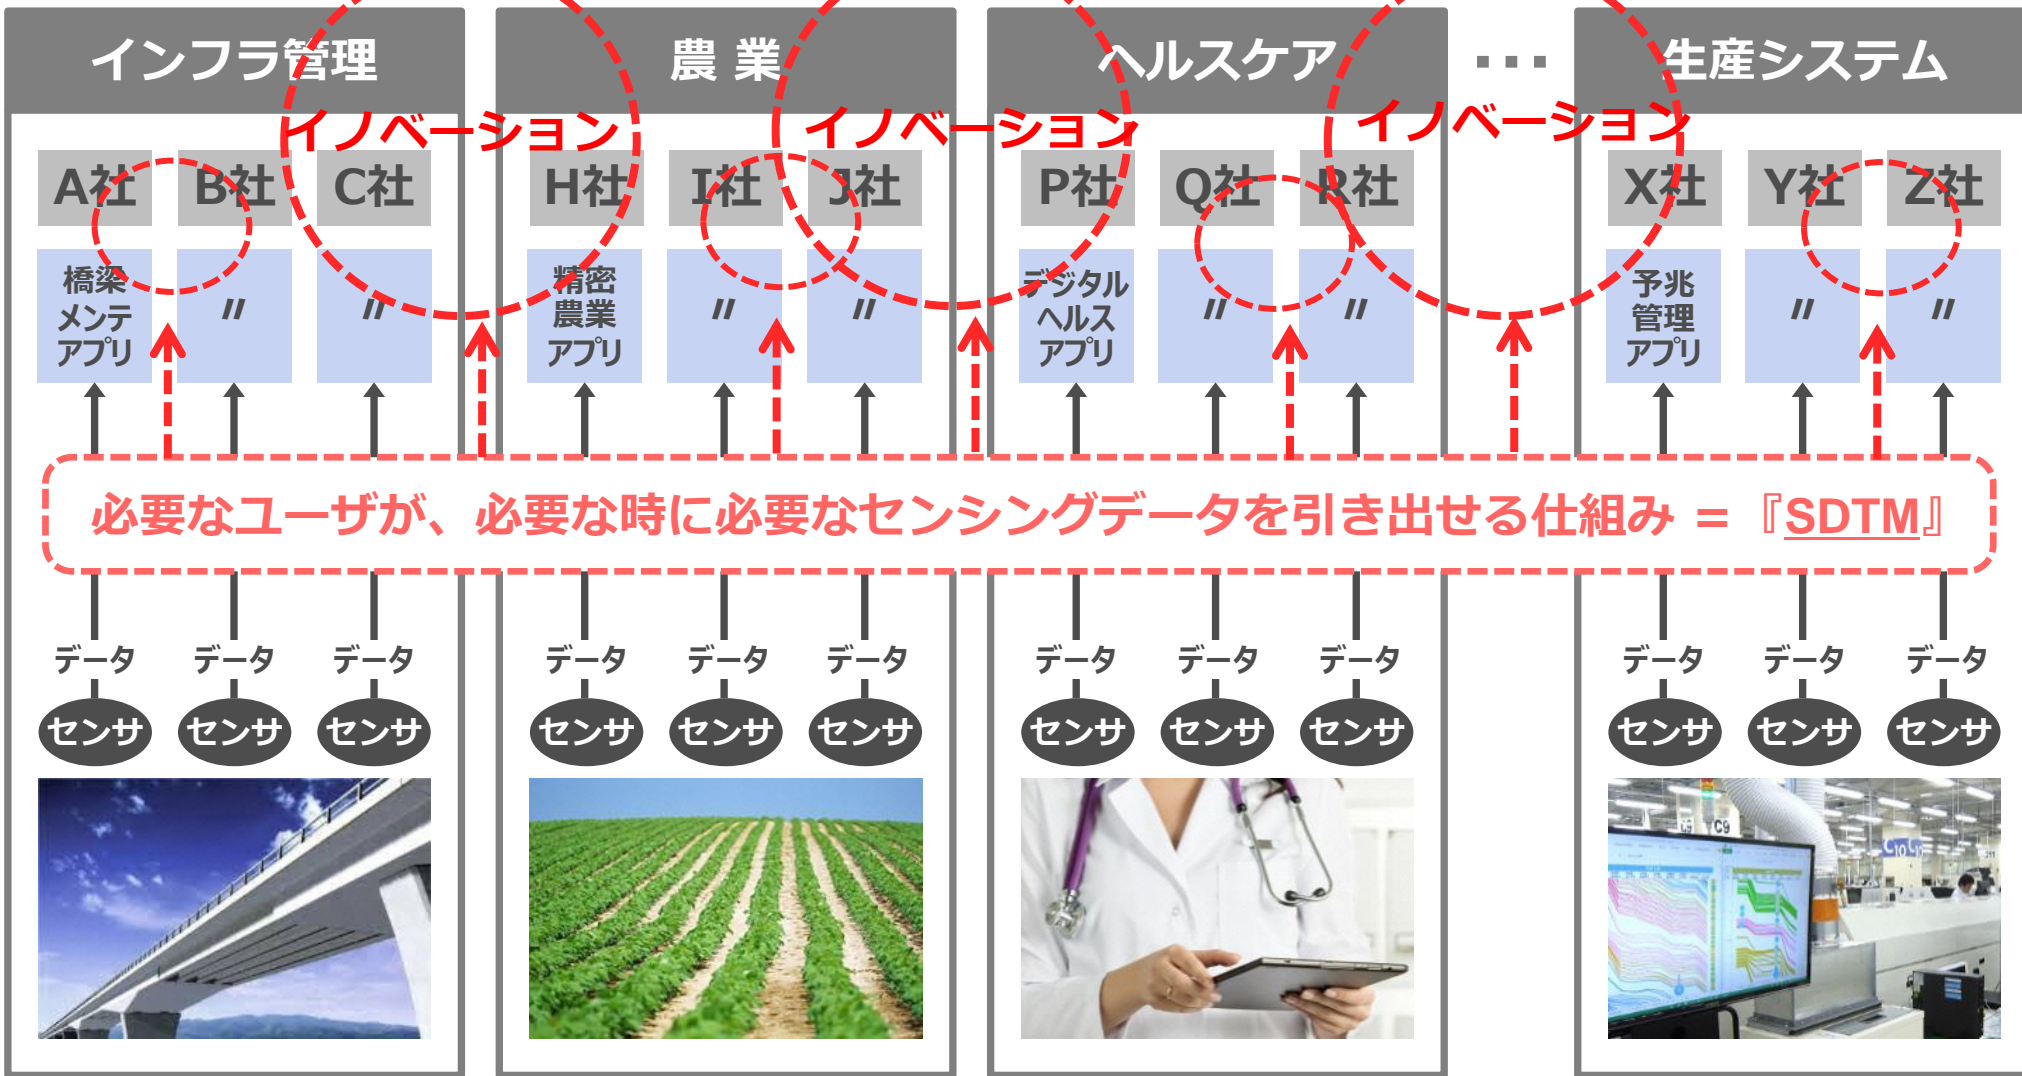 インフラ管理
農 業
ヘルスケア
･･･
生産システム
イノベーション
イノベーション
イノベーション
A社
B社
C社
H社
I社
J社
P社
Q社
R社
X社
Y社
Z社
橋梁
メンテ
アプリ
〃
〃
精密
農業
アプリ
〃
〃
デジタル
ヘルス
アプリ
〃
〃
予兆
管理
アプリ
〃
〃
必要なユーザが、必要な時に必要なセンシングデータを引き出せる仕組み =『SDTM』
データ
データ
データ
データ
データ
データ
データ
データ
データ
データ
データ
データ
センサ
センサ
センサ
センサ
センサ
センサ
センサ
センサ
センサ
センサ
センサ
センサ
C9
C9
C10